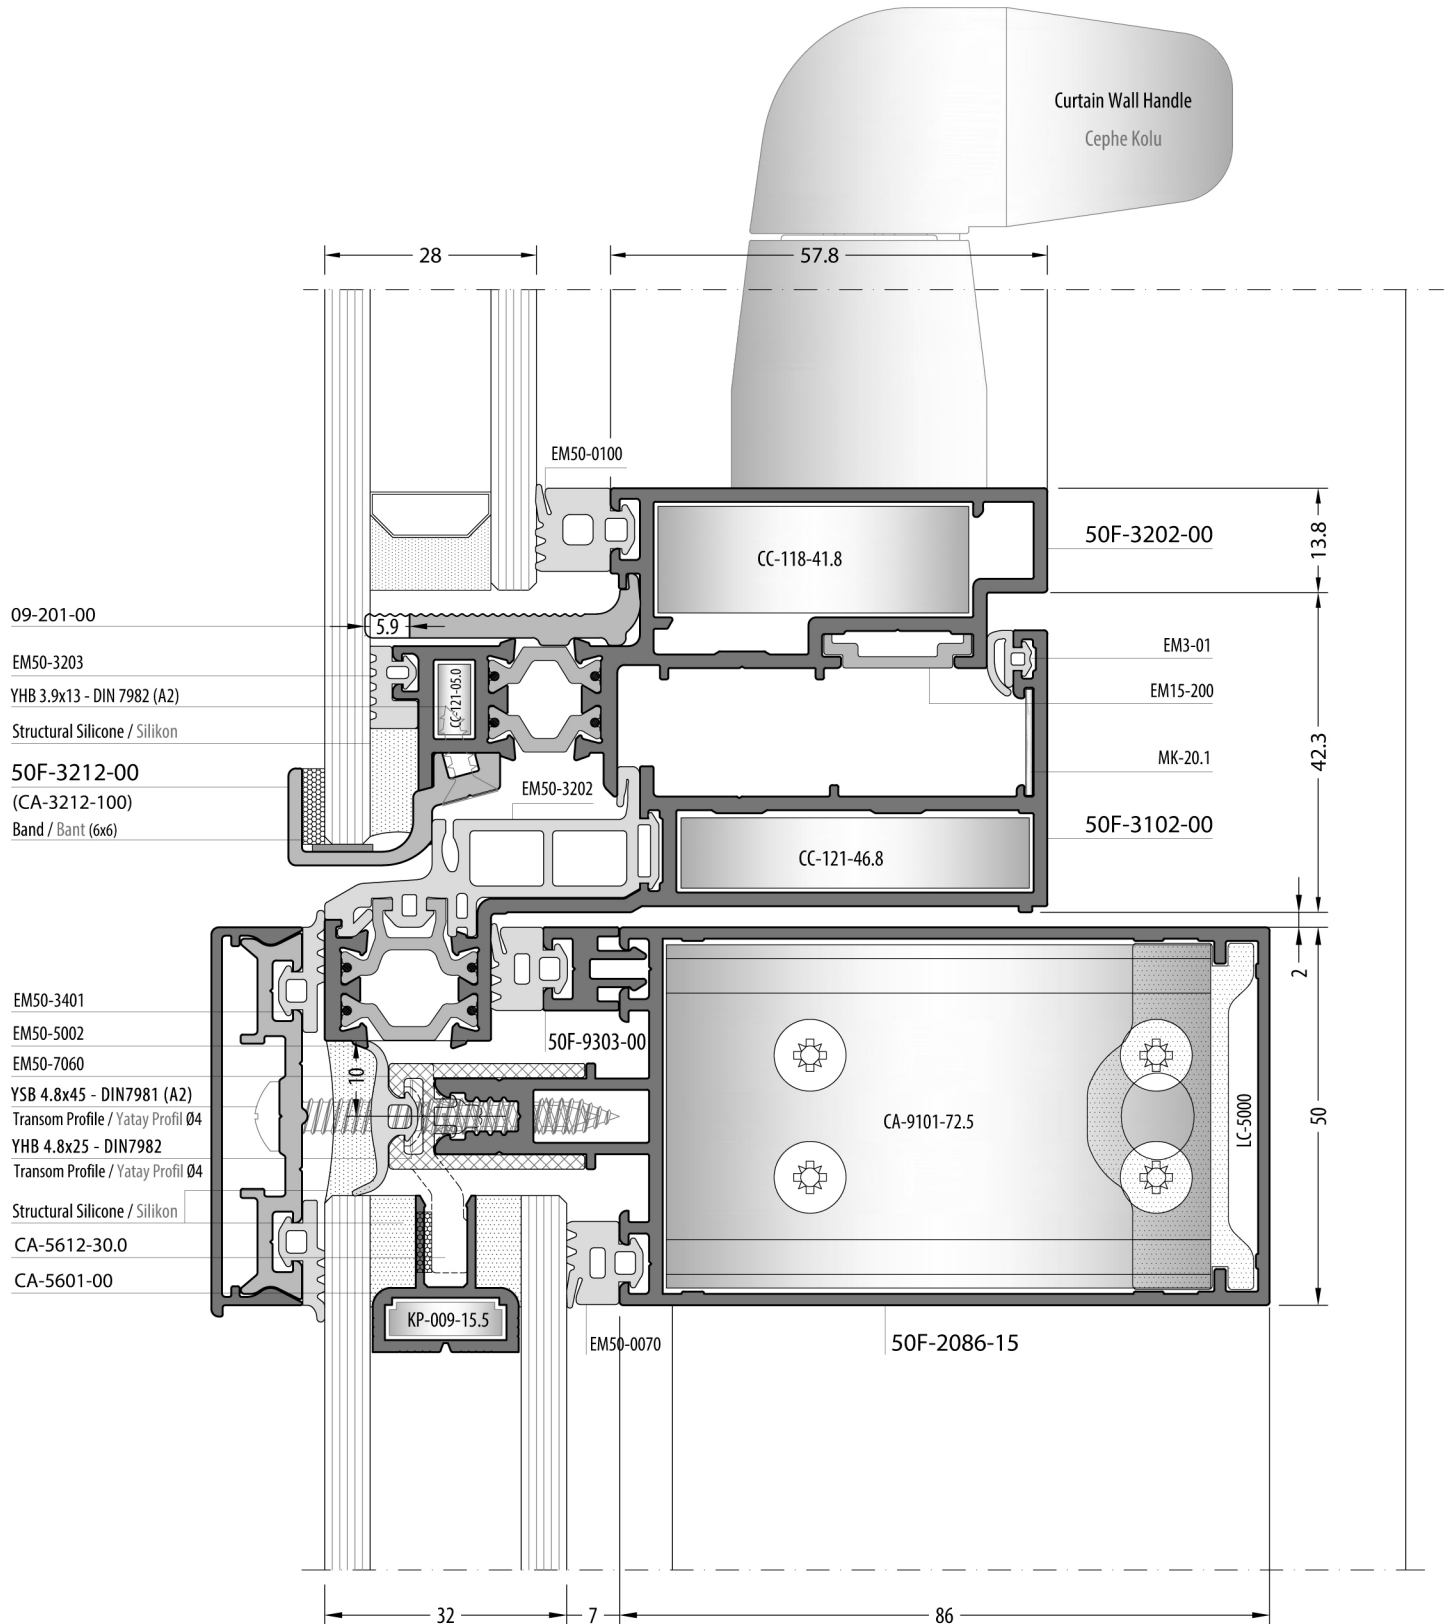 Curtain Wall Handle
Cephe Kolu
28
57.8
EM50-0100
50F-3202-00
13.8
CC-118-41.8
09-201-00
5.9
EM3-01
EM50-3203
CC-121-05.0
YHB 3.9x13 - DIN 7982 (A2)
EM15-200
Structural Silicone / Silikon
42.3
MK-20.1
50F-3212-00
EM50-3202
(CA-3212-100)
50F-3102-00
Band / Bant (6x6)
CC-121-46.8
2
EM50-3401
EM50-5002
50F-9303-00
EM50-7060
10
YSB 4.8x45 - DIN7981 (A2)
Transom Profile / Yatay Profil Ø4
CA-9101-72.5
LC-5000
50
YHB 4.8x25 - DIN7982
Transom Profile / Yatay Profil Ø4
Structural Silicone / Silikon
CA-5612-30.0
CA-5601-00
KP-009-15.5
EM50-0070
50F-2086-15
32
7
86